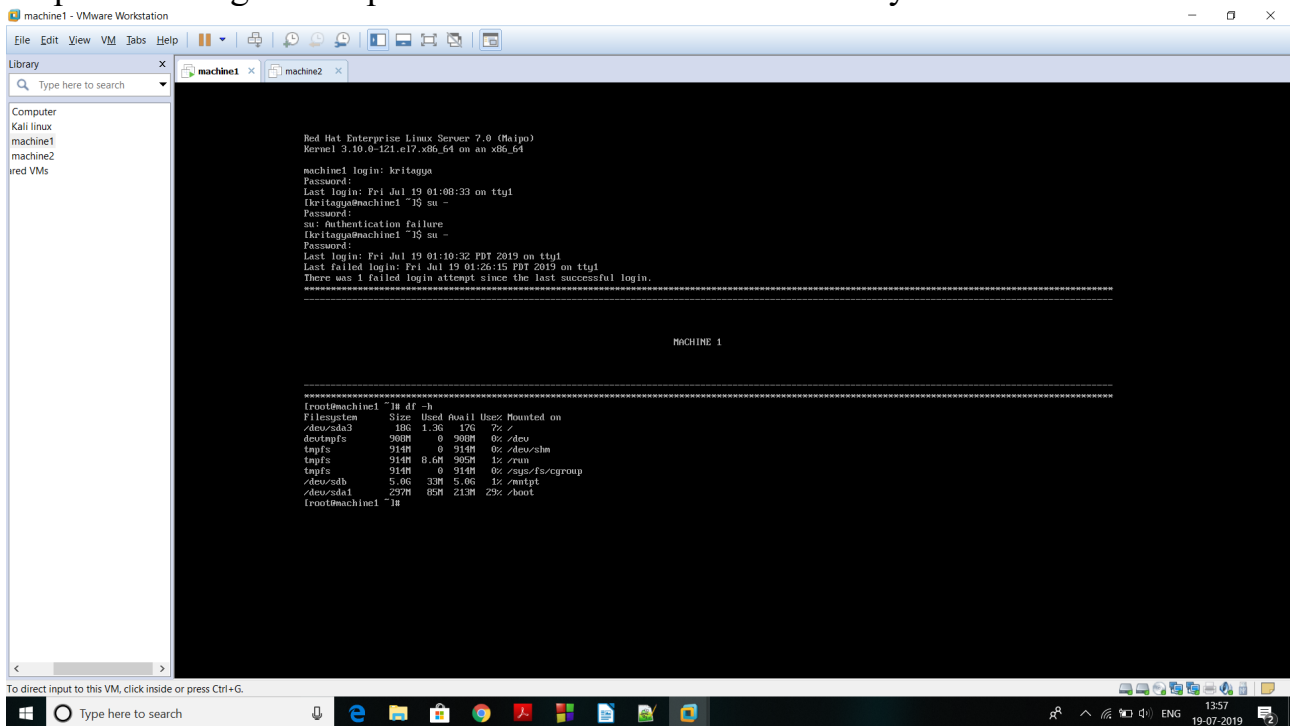 machine1 - VMware Workstation
File Edit View VM Tabs Help
Library x
machine1 ×
machine2 ×
Type here to search
Computer
Kali linux
machine1
machine2
ared VMs
Red Hat Enterprise Linux Server 7.0 (Maipo)
Kernel 3.10.0-121.el7.x86_64 on an x86_64
machine1 login: kritagya
Password:
Last login: Fri Jul 19 01:08:33 on tty1
[kritagya@machine1 ~]$ su -
Password:
su: Authentication failure
[kritagya@machine1 ~]$ su -
Password:
Last login: Fri Jul 19 01:10:32 PDT 2019 on tty1
Last failed login: Fri Jul 19 01:26:15 PDT 2019 on tty1
There was 1 failed login attempt since the last successful login.
MACHINE 1
[root@machine1 ~]# df -h
Filesystem Size Used Avail Use% Mounted on
/dev/sda3 18G 1.3G 17G 7% /
devtmpfs 908M 0 908M 0% /dev
tmpfs 914M 0 914M 0% /dev/shm
tmpfs 914M 8.6M 905M 1% /run
tmpfs 914M 0 914M 0% /sys/fs/cgroup
/dev/sdb 5.0G 33M 5.0G 1% /mntpt
/dev/sda1 297M 85M 213M 29% /boot
[root@machine1 ~]#
To direct input to this VM, click inside or press Ctrl+G.
Type here to search
ENG
13:57
19-07-2019
2